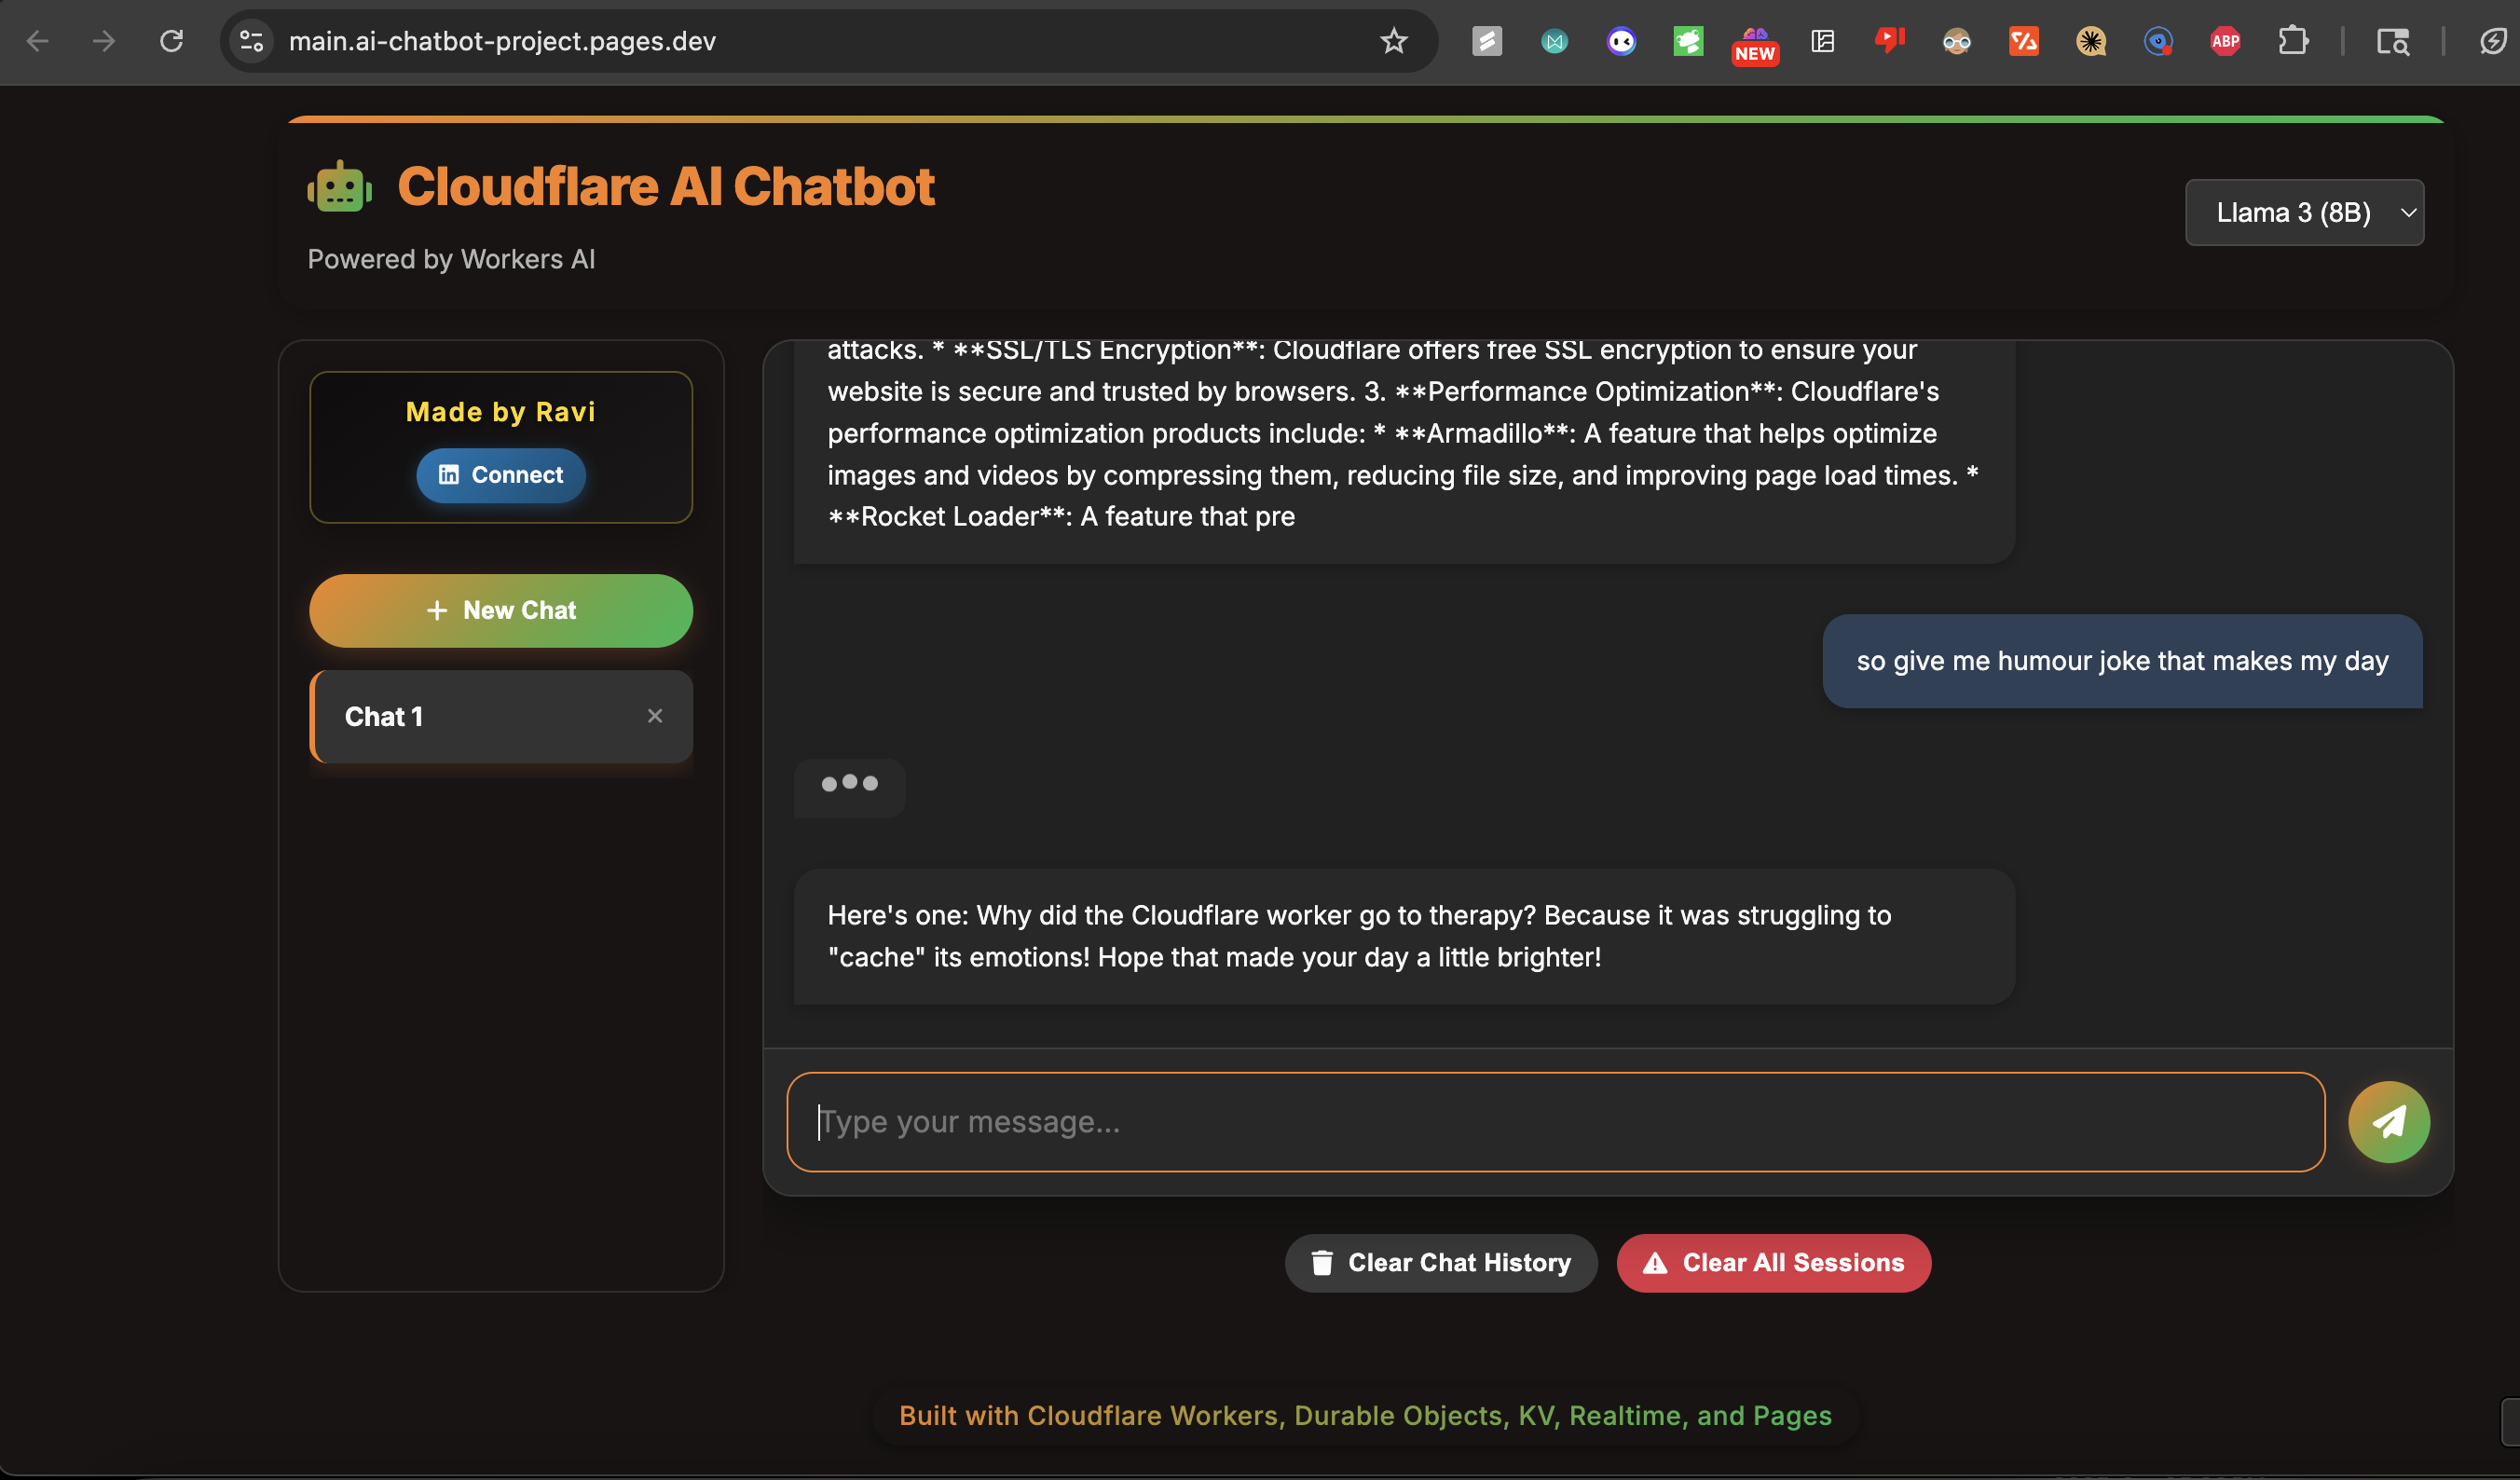 main.ai-chatbot-project.pages.dev
NEW
ABP
Cloudflare AI Chatbot
Powered by Workers AI
Llama 3 (8B)
Made by Ravi
in Connect
+ New Chat
Chat 1 ×
attacks. * **SSL/TLS Encryption**: Cloudflare offers free SSL encryption to ensure your
website is secure and trusted by browsers. 3. **Performance Optimization**: Cloudflare's
performance optimization products include: * **Armadillo**: A feature that helps optimize
images and videos by compressing them, reducing file size, and improving page load times. *
**Rocket Loader**: A feature that pre
so give me humour joke that makes my day
Here's one: Why did the Cloudflare worker go to therapy? Because it was struggling to
"cache" its emotions! Hope that made your day a little brighter!
Type your message...
Clear Chat History
Clear All Sessions
Built with Cloudflare Workers, Durable Objects, KV, Realtime, and Pages